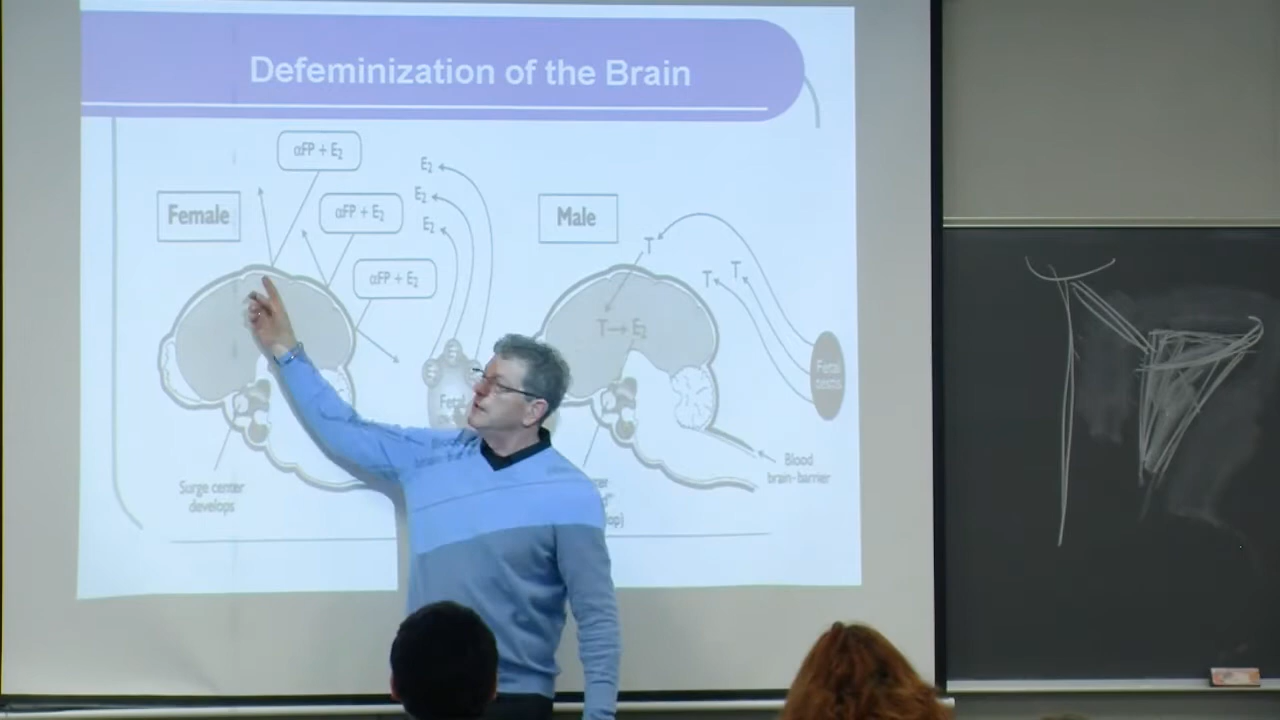 Defeminization of the Brain
αFP + E₂
E₂
E₂
αFP + E₂
Female
Male
E₂
T
T
T
αFP + E₂
T→E₂
Fetal
testis
Surge center
develops
Blood
brain-barrier